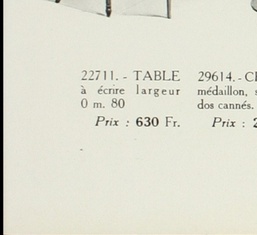 22711. - TABLE
à écrire largeur
0 m. 80
Prix : 630 Fr.
29614. - 
médaillon,
dos cannés.
Prix :